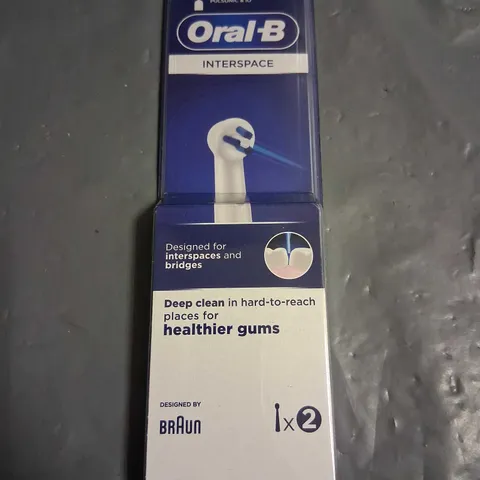 Oral-B
INTERSPACE
Designed for
interspaces and
bridges
Deep clean in hard-to-reach
places for
healthier gums
DESIGNED BY
BRAUN
x2